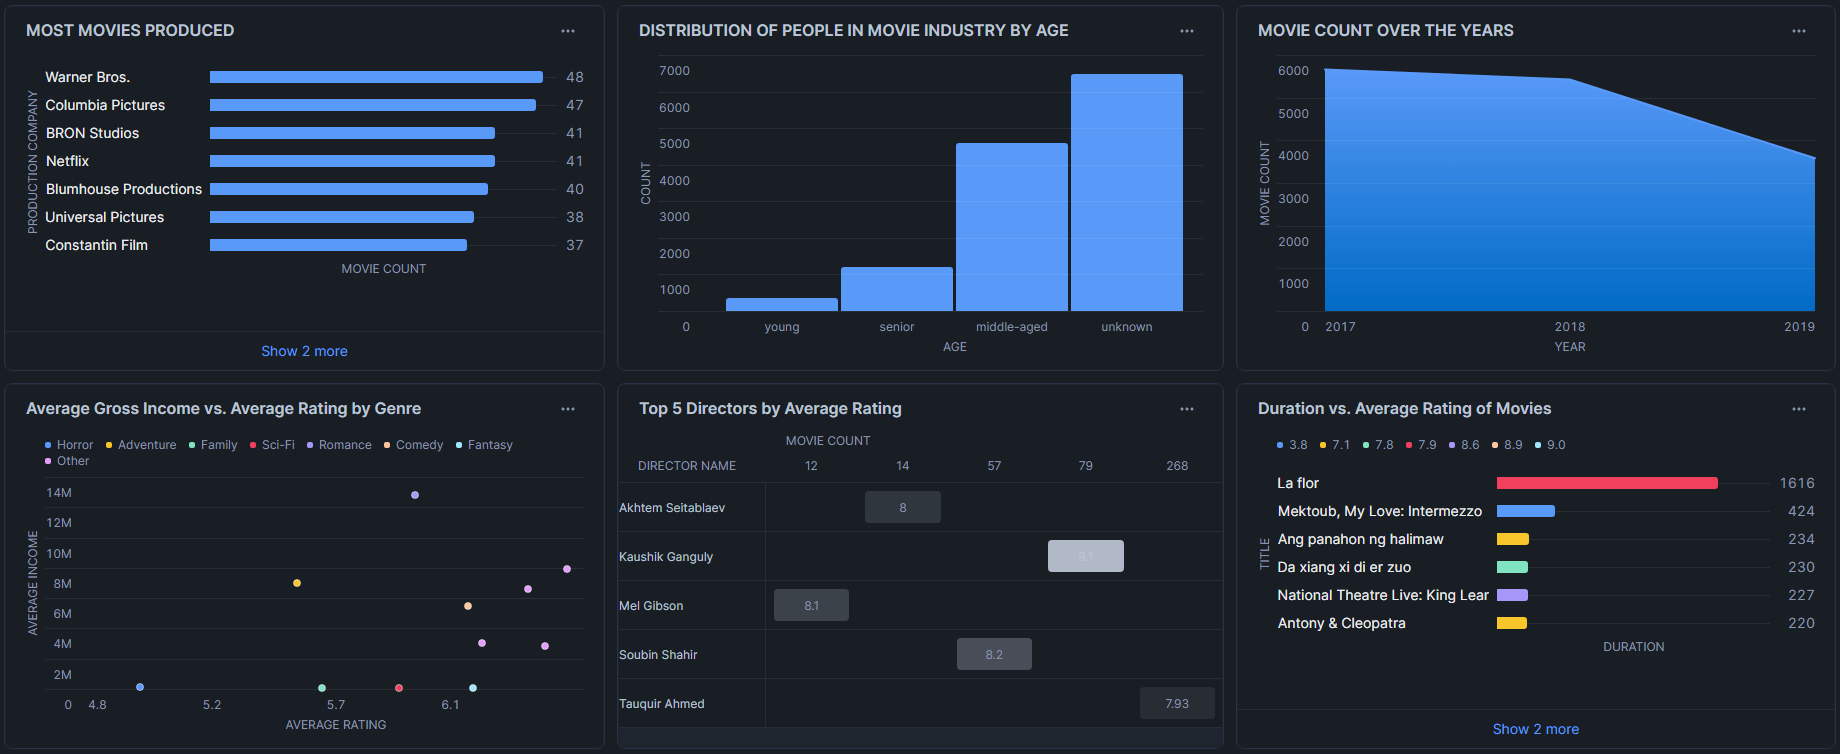 MOST MOVIES PRODUCED
PRODUCTION COMPANY
Warner Bros. 48
Columbia Pictures 47
BRON Studios 41
Netflix 41
Blumhouse Productions 40
Universal Pictures 38
Constantin Film 37
MOVIE COUNT
Show 2 more
DISTRIBUTION OF PEOPLE IN MOVIE INDUSTRY BY AGE
COUNT
7000
6000
5000
4000
3000
2000
1000
0
young senior middle-aged unknown
AGE
MOVIE COUNT OVER THE YEARS
MOVIE COUNT
6000
5000
4000
3000
2000
1000
0
2017 2018 2019
YEAR
Average Gross Income vs. Average Rating by Genre
Horror Adventure Family Sci-Fi Romance Comedy Fantasy
Other
AVERAGE INCOME
14M
12M
10M
8M
6M
4M
2M
0
4.8 5.2 5.7 6.1
AVERAGE RATING
Top 5 Directors by Average Rating
MOVIE COUNT
DIRECTOR NAME 12 14 57 79 268
Akhtem Seitablaev 8
Kaushik Ganguly 9.1
Mel Gibson 8.1
Soubin Shahir 8.2
Tauquir Ahmed 7.93
Duration vs. Average Rating of Movies
3.8 7.1 7.8 7.9 8.6 8.9 9.0
TITLE
La flor 1616
Mektoub, My Love: Intermezzo 424
Ang panahon ng halimaw 234
Da xiang xi di er zuo 230
National Theatre Live: King Lear 227
Antony & Cleopatra 220
DURATION
Show 2 more